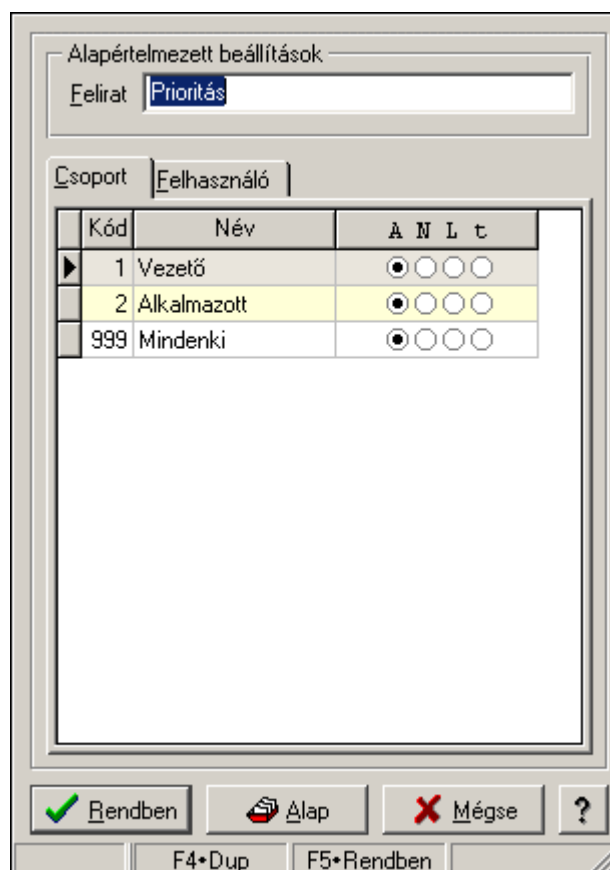 Alapértelmezett beállítások
Felirat Prioritás
Csoport Felhasználó
Kód Név A N L t
1 Vezető
2 Alkalmazott
999 Mindenki
Rendben Alap Mégse ?
F4•Dup F5•Rendben